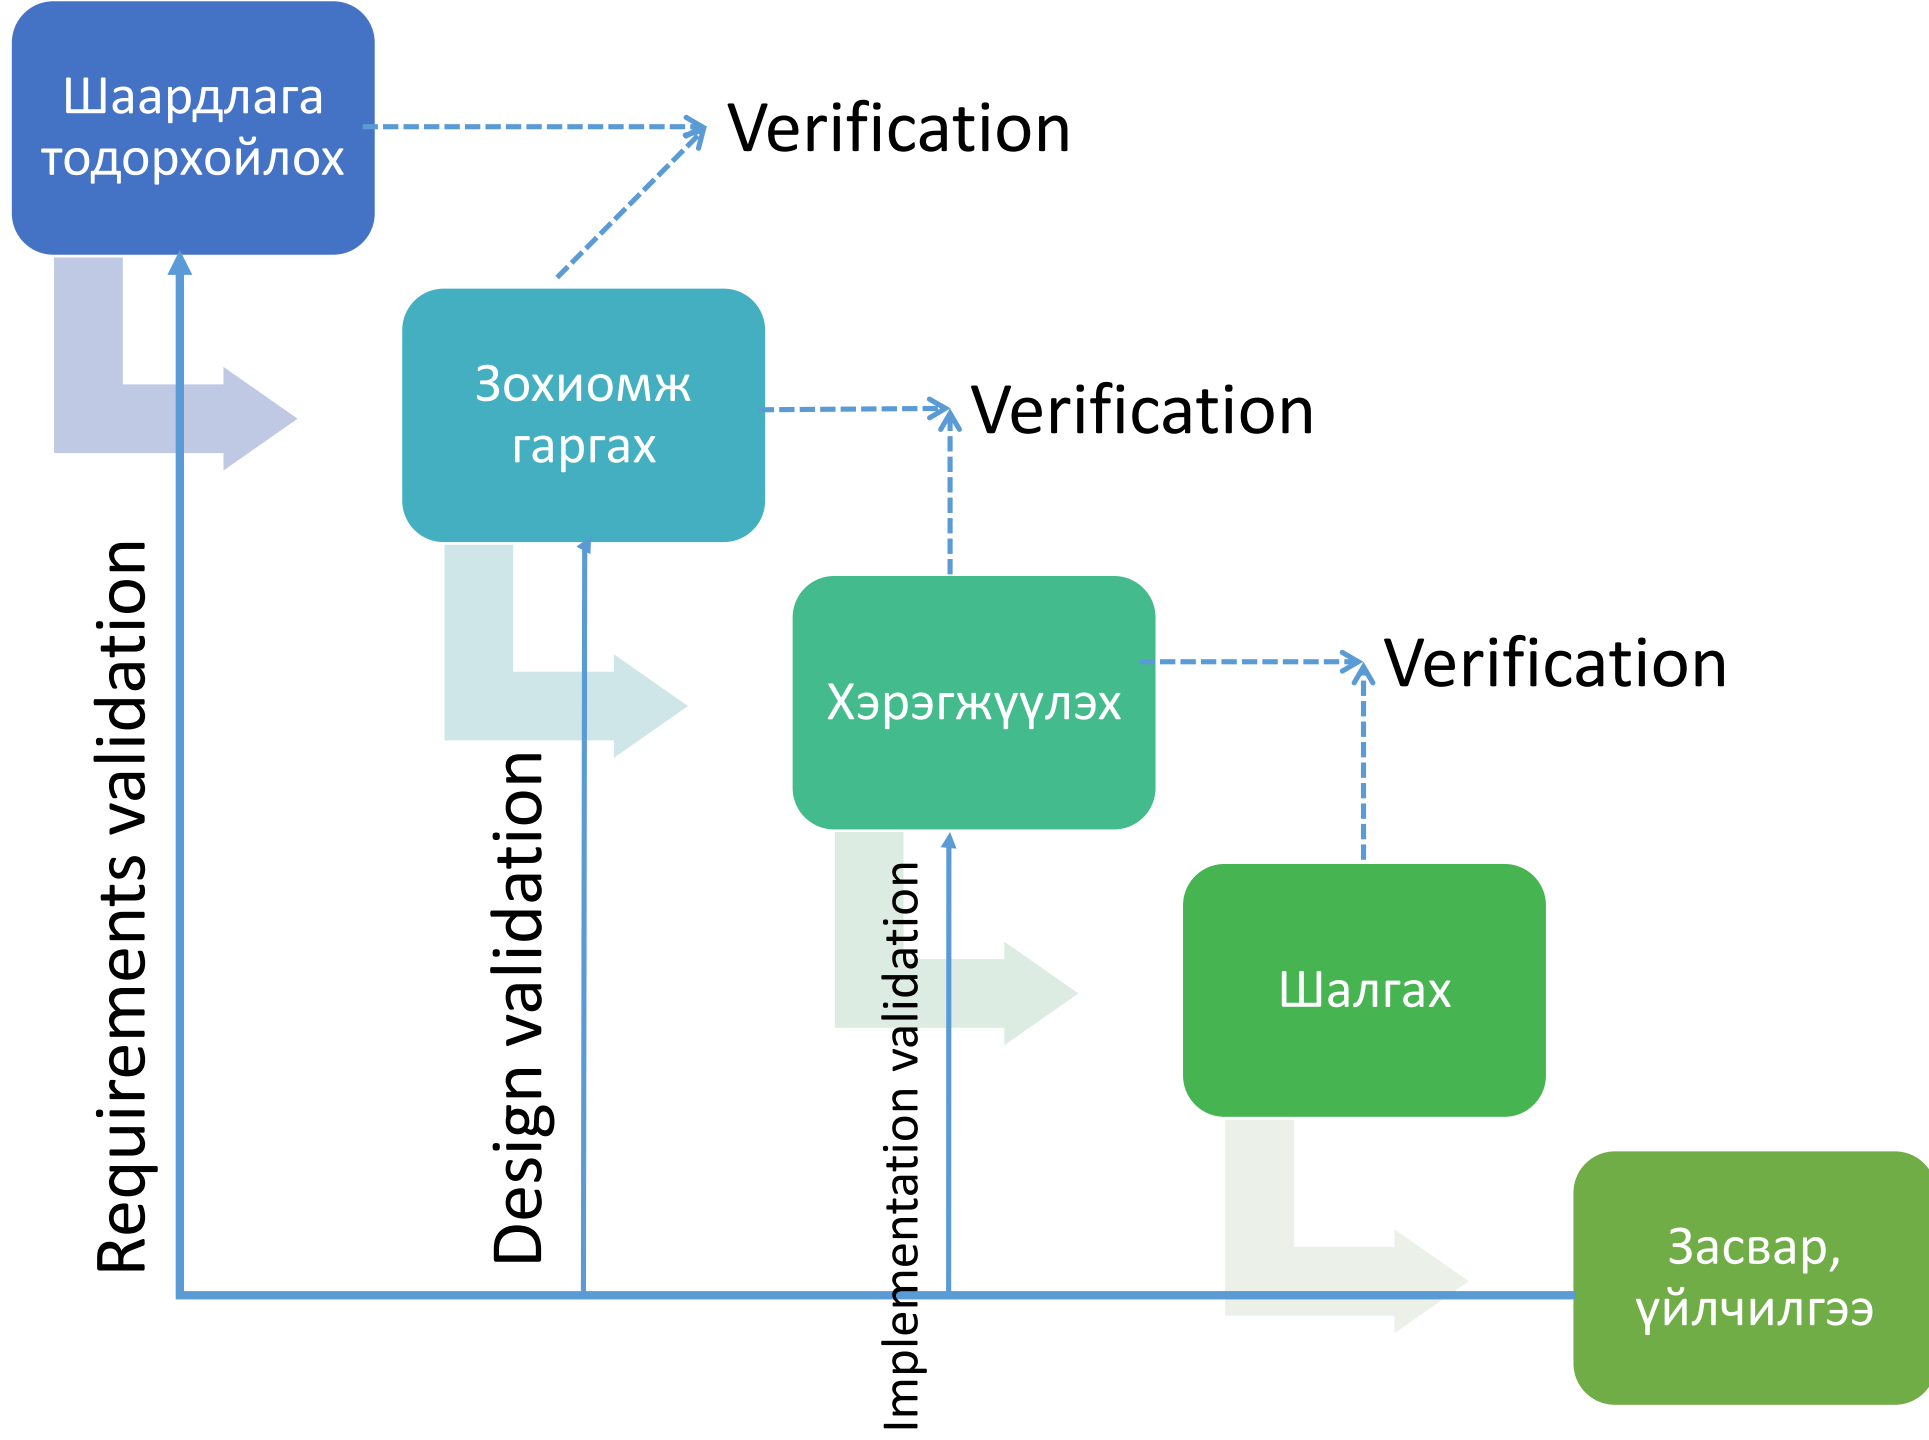 Шаардлага
тодорхойлох
Verification
Зохиомж
гаргах
Verification
Хэрэгжүүлэх
Verification
Шалгах
Засвар,
үйлчилгээ
Requirements validation
Design validation
Implementation validation